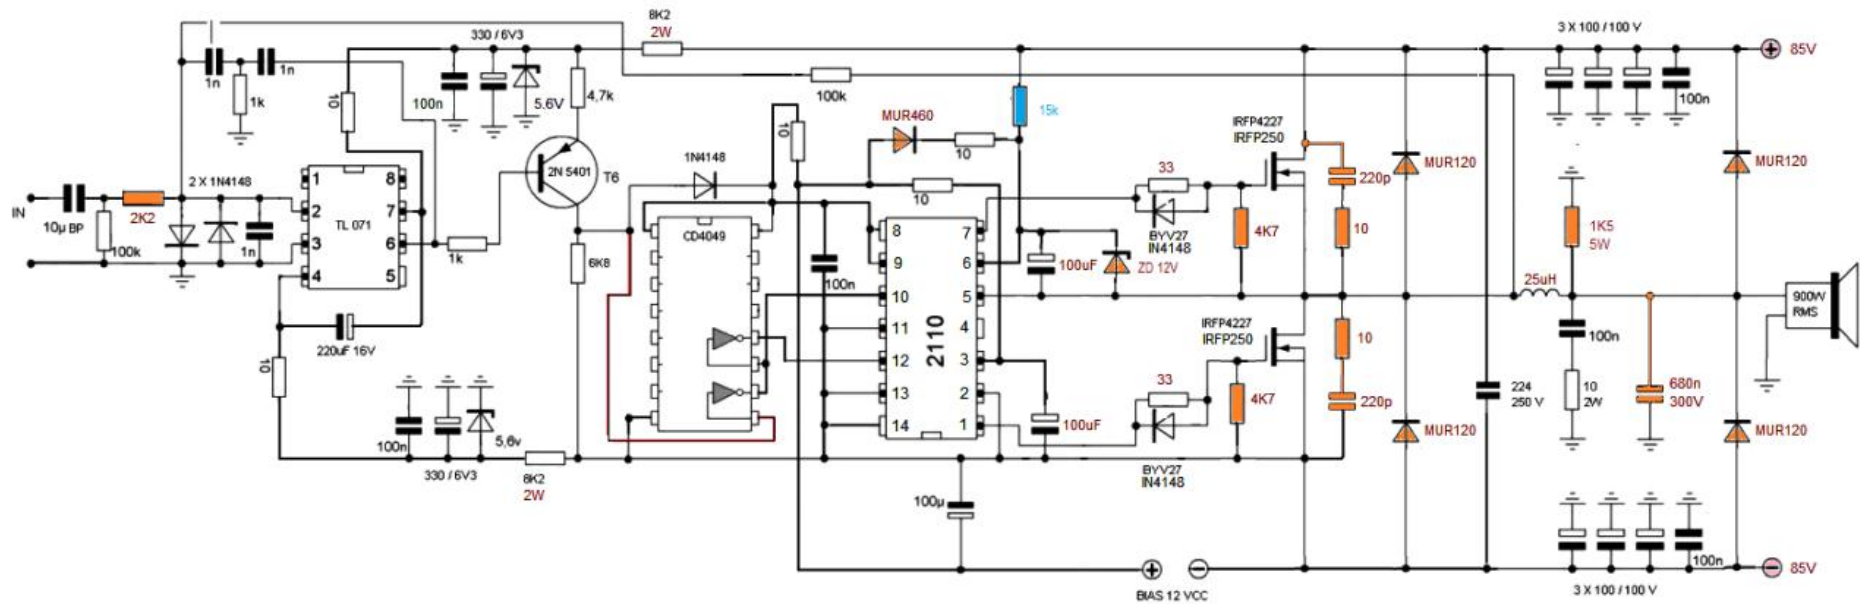 8K2
2W
330 / 6V3
3 X 100 / 100 V
85V
1n
1n
1k
10
100n
5.6V
4,7k
100k
15k
100n
MUR460
10
10
IRFP4227
IRFP250
1N4148
2N 5401
T6
33
220p
MUR120
MUR120
2 X 1N4148
1
8
2
7
3
6
4
5
TL 071
IN
10µ BP
2K2
100k
1n
1k
10
CD4049
BYV27
IN4148
4K7
10
1K5
5W
8
7
9
6
10
5
11
4
12
3
13
2
14
1
2110
6K8
100n
100uF
ZD 12V
25uH
900W
RMS
220uF 16V
10
IRFP4227
IRFP250
10
100n
33
4K7
220p
224
250 V
10
2W
680n
300V
100n
330 / 6V3
5,6v
8K2
2W
100uF
BYV27
IN4148
MUR120
MUR120
100µ
100n
85V
BIAS 12 VCC
3 X 100 / 100 V